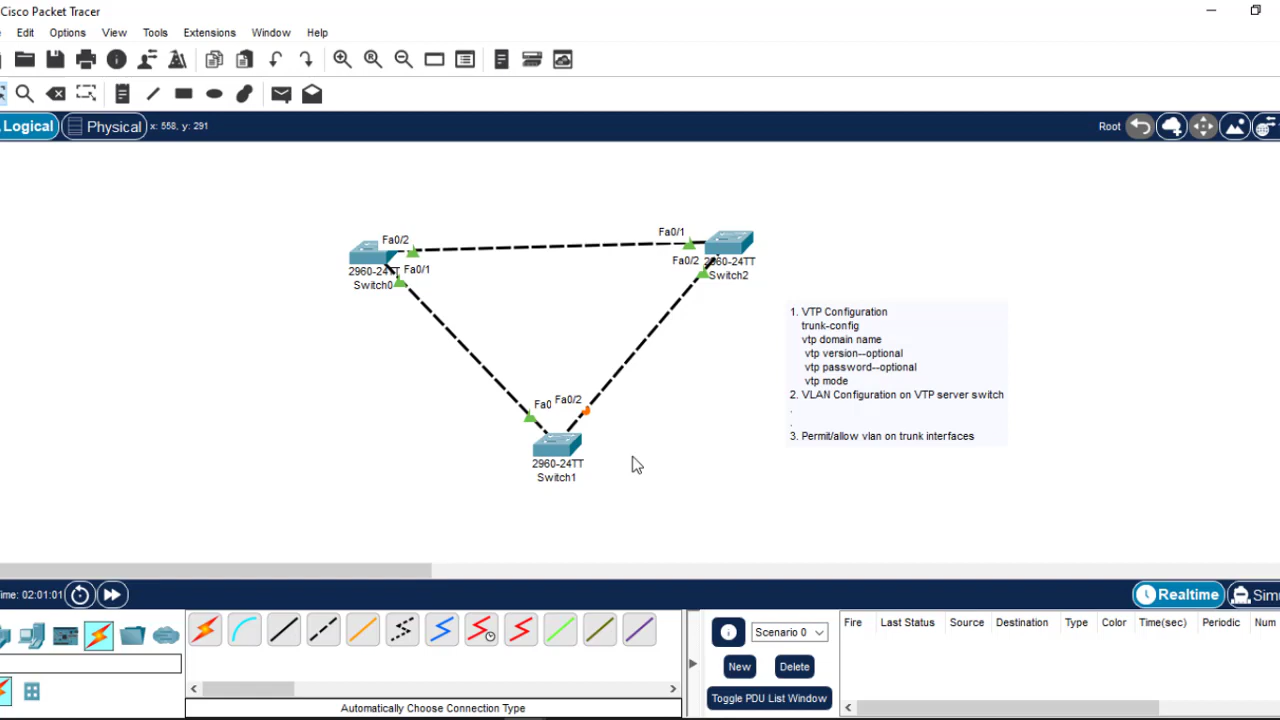 Cisco Packet Tracer
Edit Options View Tools Extensions Window Help
Logical Physical x: 558, y: 291 Root
Fa0/2 Fa0/1
Fa0/1 Fa0/2
2960-24TT 2960-24TT
Switch0 Switch2
1. VTP Configuration
trunk-config
vtp domain name
vtp version--optional
vtp password--optional
vtp mode
2. VLAN Configuration on VTP server switch
.
.
3. Permit/allow vlan on trunk interfaces
Fa0 Fa0/2
2960-24TT
Switch1
Time: 02:01:01 Realtime Sim
Scenario 0
New Delete
Toggle PDU List Window
Fire Last Status Source Destination Type Color Time(sec) Periodic Num
Automatically Choose Connection Type